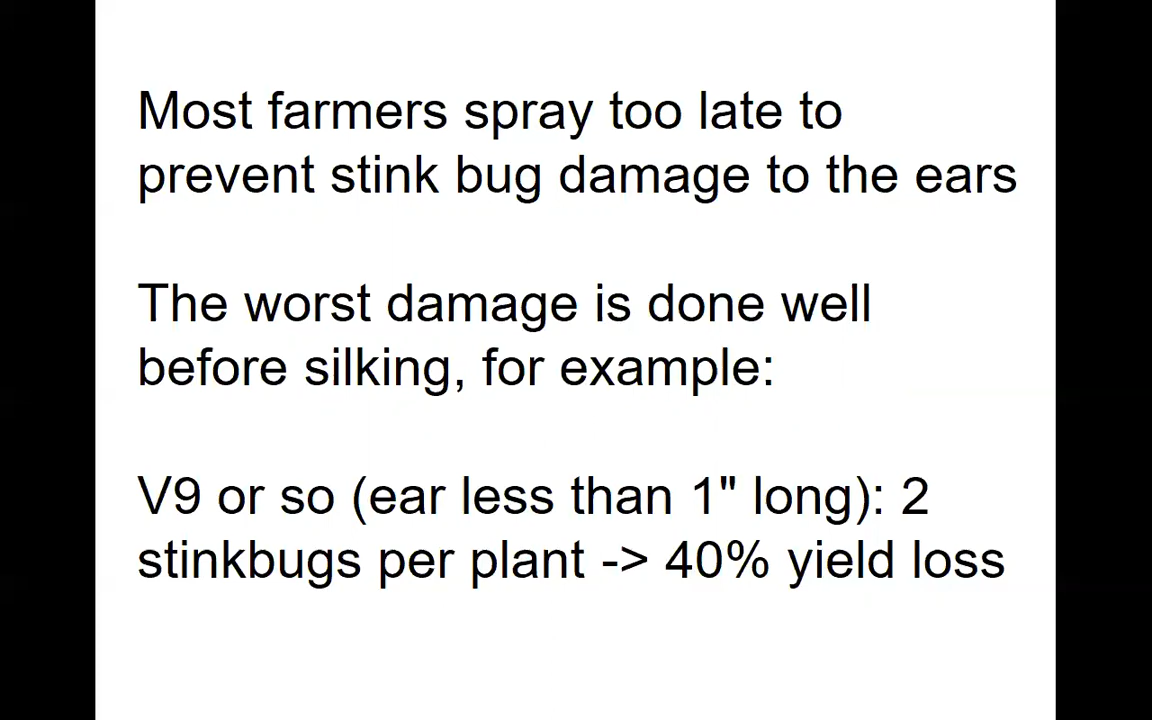 Most farmers spray too late to
prevent stink bug damage to the ears
The worst damage is done well
before silking, for example:
V9 or so (ear less than 1" long): 2
stinkbugs per plant -> 40% yield loss